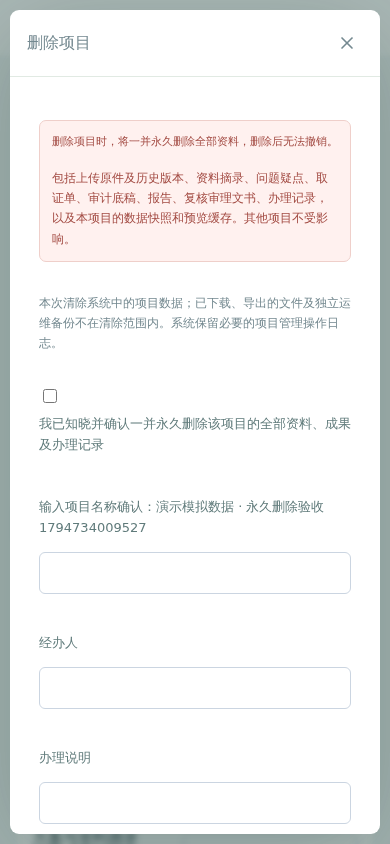 删除项目
删除项目时，将一并永久删除全部资料，删除后无法撤销。
包括上传原件及历史版本、资料摘录、问题疑点、取
证单、审计底稿、报告、复核审理文书、办理记录，
以及本项目的数据快照和预览缓存。其他项目不受影
响。
本次清除系统中的项目数据；已下载、导出的文件及独立运
维备份不在清除范围内。系统保留必要的项目管理操作日
志。
我已知晓并确认一并永久删除该项目的全部资料、成果
及办理记录
输入项目名称确认：演示模拟数据 · 永久删除验收
1794734009527
经办人
办理说明